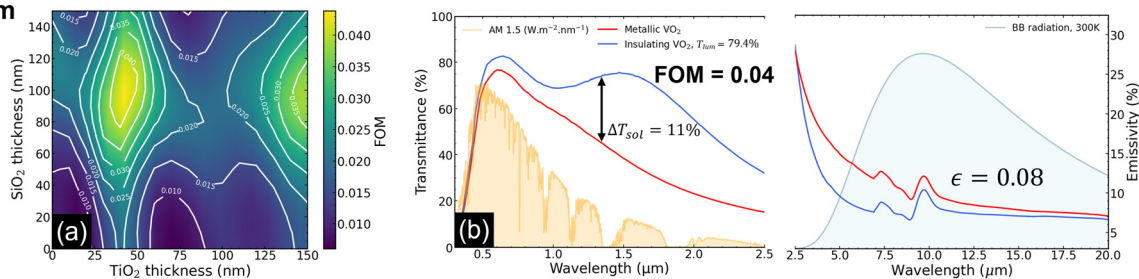 m
150
140
120
100
80
60
40
20
0
SiO2 thickness (nm)
0 25 50 75 100 125 150
TiO2 thickness (nm)
0.015
0.020
0.030
0.035
0.040
0.025
0.015
0.020
0.025
0.035
0.030
0.020
0.020
0.015
0.010
0.030
0.025
0.010
0.015
(a)
0.040
0.035
0.030
0.025
0.020
0.015
0.010
FOM
100
80
60
40
20
0
Transmittance (%)
AM 1.5 (W.m−2.nm−1)
Metallic VO2
Insulating VO2, Tlum = 79.4%
FOM = 0.04
ΔTsol = 11%
(b)
0.5 1.0 1.5 2.0 2.5
Wavelength (μm)
BB radiation, 300K
ϵ = 0.08
30
25
20
15
10
5
Emissivity (%)
2.5 5.0 7.5 10.0 12.5 15.0 17.5 20.0
Wavelength (μm)